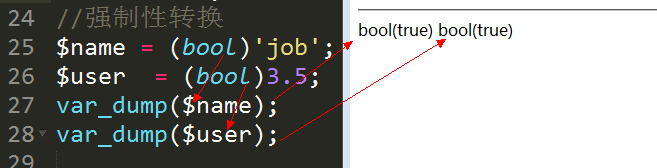 24 //强制性转换
25 $name = (bool)'job';
26 $user  = (bool)3.5;
27 var_dump($name);
28 var_dump($user);
29
bool(true) bool(true)